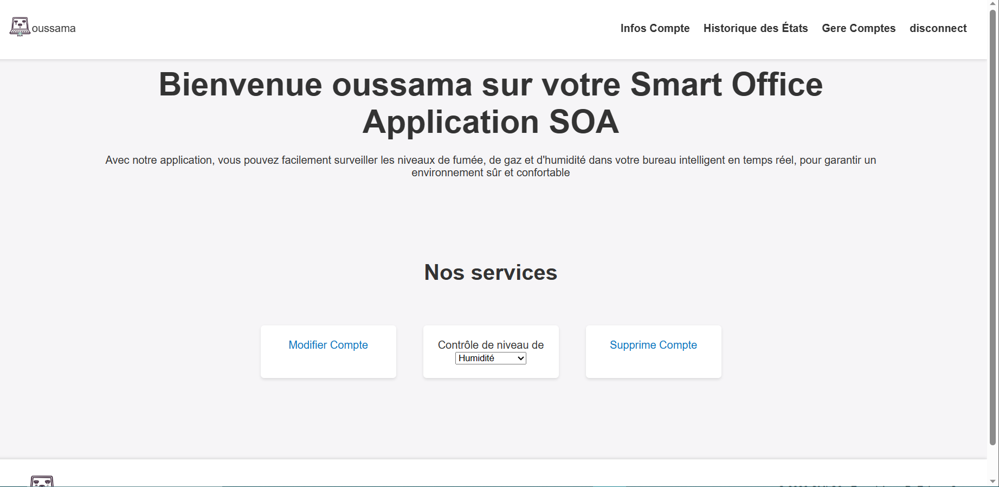 oussama
Infos Compte Historique des États Gere Comptes disconnect
Bienvenue oussama sur votre Smart Office
Application SOA
Avec notre application, vous pouvez facilement surveiller les niveaux de fumée, de gaz et d'humidité dans votre bureau intelligent en temps réel, pour garantir un
environnement sûr et confortable
Nos services
Modifier Compte
Contrôle de niveau de
Humidité
Supprime Compte